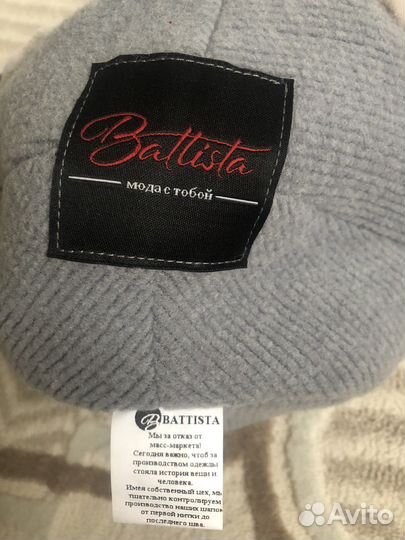 Battista
мода с тобой
B BATTISTA
Мы за отказ от
масс-маркета!
Сегодня важно, чтоб за
производством одежды
стояла история вещи и
человека.
Имея собственный цех, мы
тщательно контролируем
производство наших шапок
от первой нитки до
последнего шва.
Avito